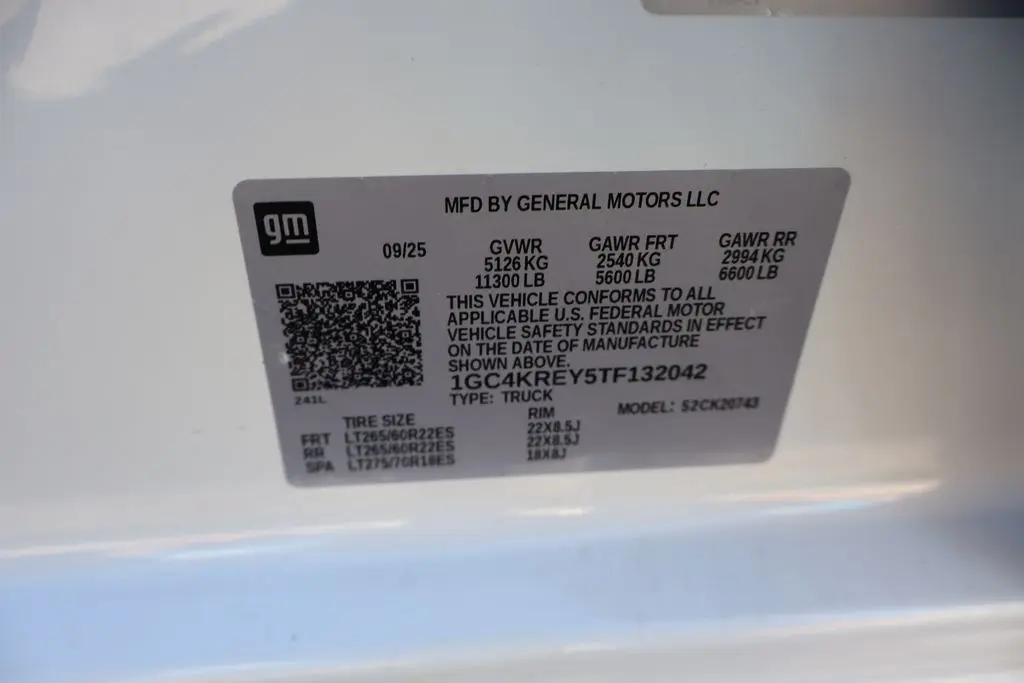 gm
MFD BY GENERAL MOTORS LLC
09/25
GVWR
5126 KG
11300 LB
GAWR FRT
2540 KG
5600 LB
GAWR RR
2994 KG
6600 LB
THIS VEHICLE CONFORMS TO ALL
APPLICABLE U.S. FEDERAL MOTOR
VEHICLE SAFETY STANDARDS IN EFFECT
ON THE DATE OF MANUFACTURE
SHOWN ABOVE.
1GC4KREY5TF132042
TYPE: TRUCK
MODEL: 52CK20743
241L
TIRE SIZE RIM
FRT LT265/60R22ES 22X8.5J
RR LT265/60R22ES 22X8.5J
SPA LT275/70R18ES 18X8J